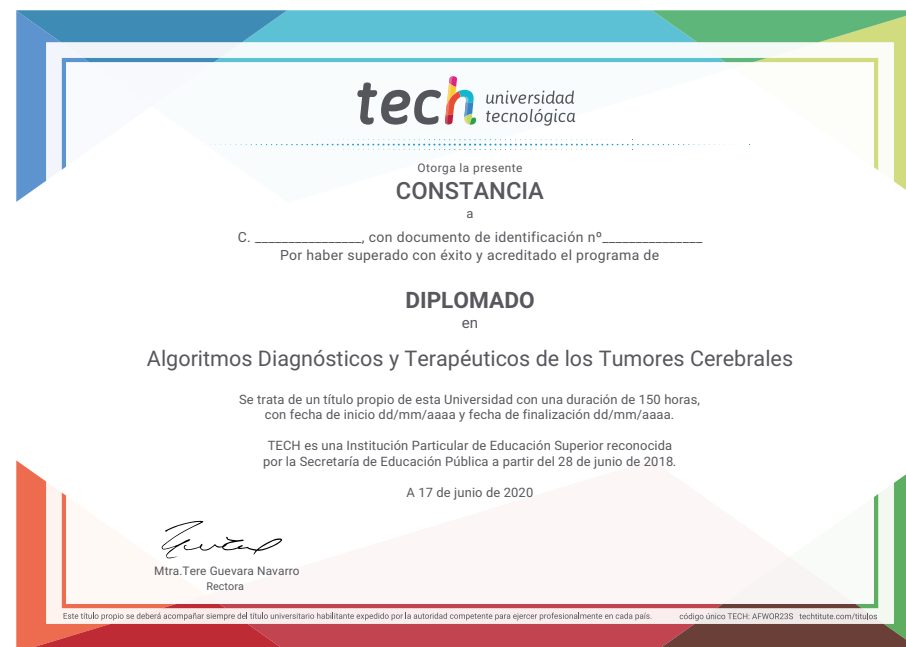 tech universidad
tecnológica
Otorga la presente
CONSTANCIA
a
C. ________________, con documento de identificación nº_______________
Por haber superado con éxito y acreditado el programa de
DIPLOMADO
en
Algoritmos Diagnósticos y Terapéuticos de los Tumores Cerebrales
Se trata de un título propio de esta Universidad con una duración de 150 horas,
con fecha de inicio dd/mm/aaaa y fecha de finalización dd/mm/aaaa.
TECH es una Institución Particular de Educación Superior reconocida
por la Secretaría de Educación Pública a partir del 28 de junio de 2018.
A 17 de junio de 2020
Mtra.Tere Guevara Navarro
Rectora
Este título propio se deberá acompañar siempre del título universitario habilitante expedido por la autoridad competente para ejercer profesionalmente en cada país. código único TECH: AFWOR23S techtitute.com/titulos